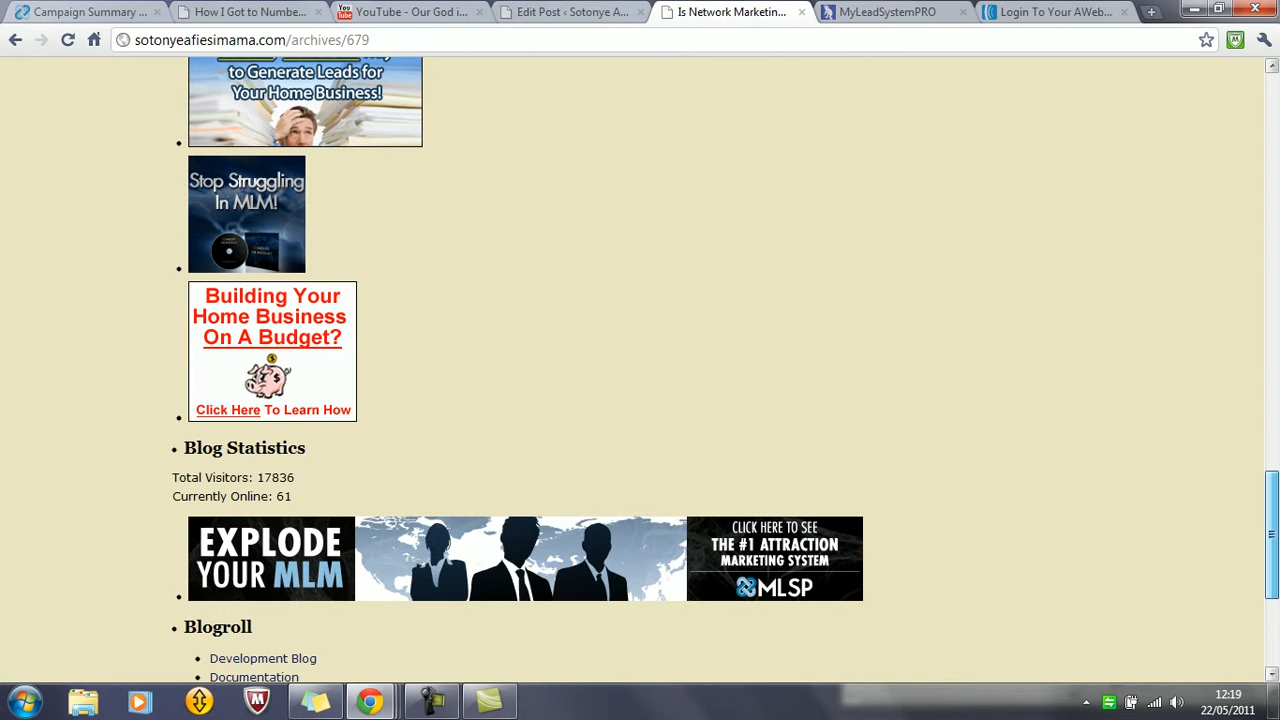 Campaign Summary ...
How I Got to Numbe...
YouTube - Our God i...
Edit Post ‹ Sotonye A...
Is Network Marketin...
MyLeadSystemPRO
Login To Your AWeb...
sotonyeafiesimama.com/archives/679
to Generate Leads for
Your Home Business!
Stop Struggling
In MLM!
Building Your
Home Business
On A Budget?
Click Here To Learn How
Blog Statistics
Total Visitors: 17836
Currently Online: 61
EXPLODE
YOUR MLM
CLICK HERE TO SEE
THE #1 ATTRACTION
MARKETING SYSTEM
MLSP
Blogroll
Development Blog
Documentation
12:19
22/05/2011